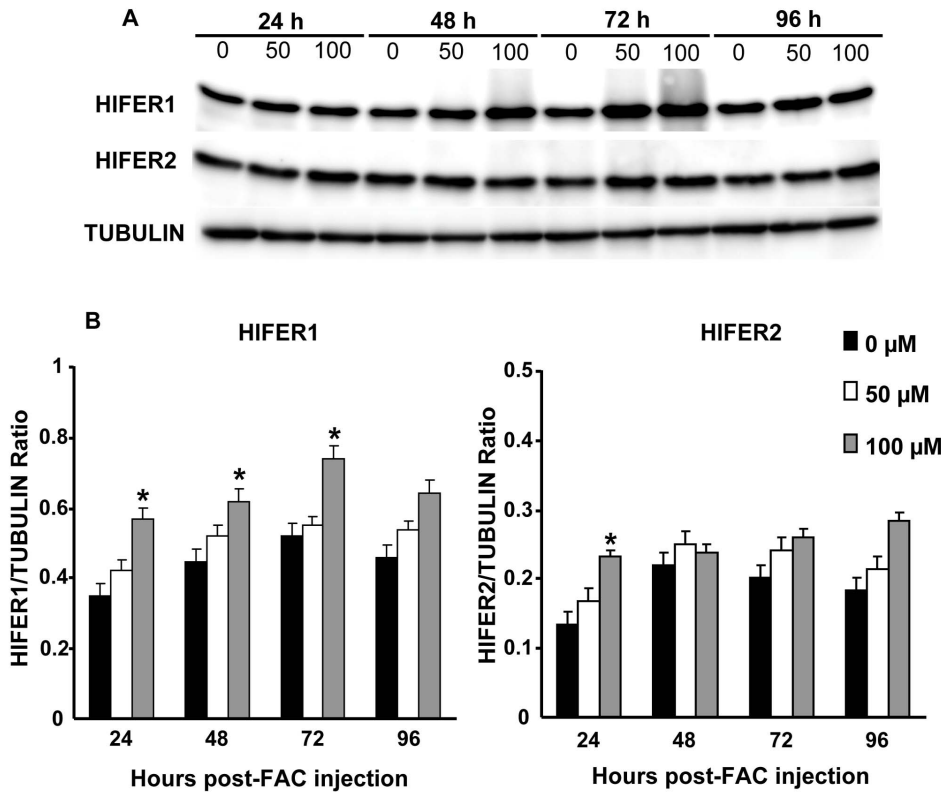 A
24 h 48 h 72 h 96 h
0 50 100 0 50 100 0 50 100 0 50 100
HIFER1
HIFER2
TUBULIN
B
HIFER1
HIFER1/TUBULIN Ratio
1
0.8
0.6
0.4
0.2
0
*
*
*
24 48 72 96
Hours post-FAC injection
HIFER2
HIFER2/TUBULIN Ratio
0.5
0.4
0.3
0.2
0.1
0
*
24 48 72 96
Hours post-FAC injection
0 µM
50 µM
100 µM